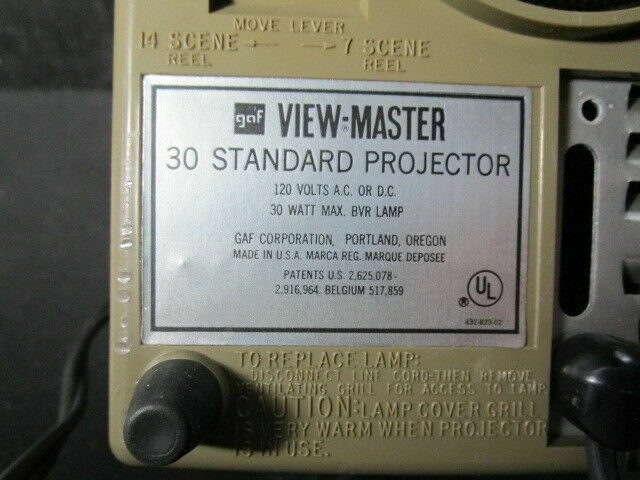 MOVE LEVER
14 SCENE ← → 7 SCENE
REEL REEL
gaf VIEW-MASTER®
30 STANDARD PROJECTOR
120 VOLTS A.C. OR D.C.
30 WATT MAX. BVR LAMP
GAF CORPORATION, PORTLAND, OREGON
MADE IN U.S.A. MARCA REG. MARQUE DEPOSEE
PATENTS U.S. 2,625,078-
2,916,964. BELGIUM 517,859
® UL
432-823-02
TO REPLACE LAMP:
DISCONNECT LINE CORD-THEN REMOVE
VENTILATING GRILL FOR ACCESS TO LAMP
CAUTION: LAMP COVER GRILL
IS VERY WARM WHEN PROJECTOR
IS IN USE.